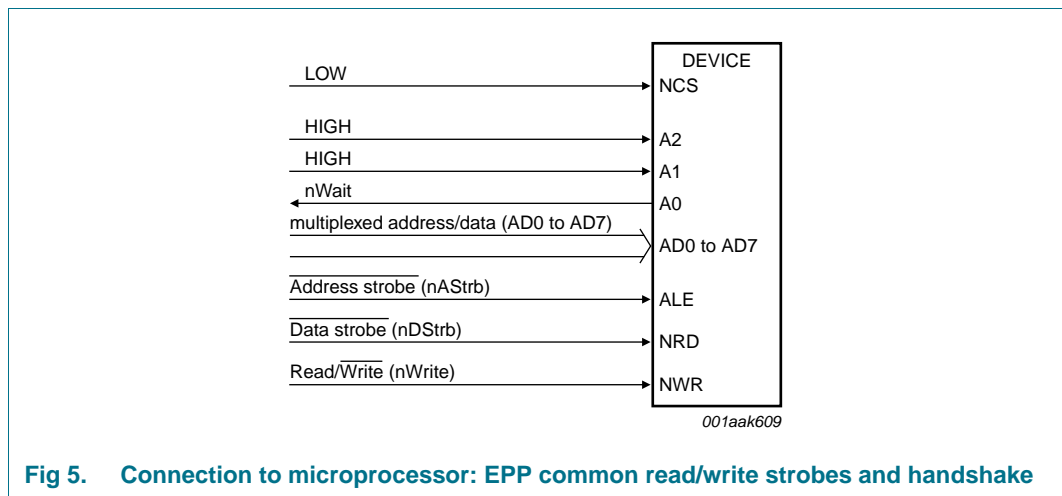 DEVICE
LOW
NCS
HIGH
A2
HIGH
A1
nWait
A0
multiplexed address/data (AD0 to AD7)
AD0 to AD7
Address strobe (nAStrb)
ALE
Data strobe (nDStrb)
NRD
Read/Write (nWrite)
NWR
001aak609
Fig 5. Connection to microprocessor: EPP common read/write strobes and handshake